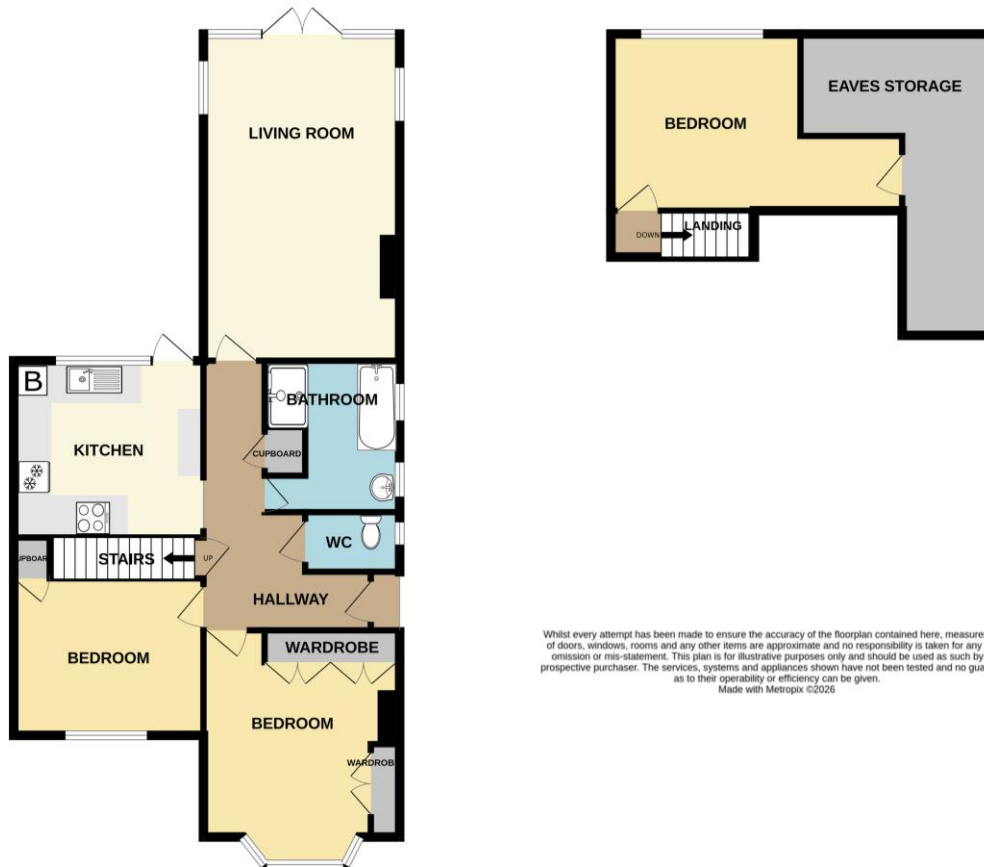 LIVING ROOM
EAVES STORAGE
BEDROOM
DOWN
LANDING
B
BATHROOM
KITCHEN
CUPBOARD
WC
UPBOAR
STAIRS
UP
HALLWAY
BEDROOM
WARDROBE
BEDROOM
WARDROB
Whilst every attempt has been made to ensure the accuracy of the floorplan contained here, measure
of doors, windows, rooms and any other items are approximate and no responsibility is taken for any
omission or mis-statement. This plan is for illustrative purposes only and should be used as such by
prospective purchaser. The services, systems and appliances shown have not been tested and no gua
as to their operability or efficiency can be given.
Made with Metropix ©2026